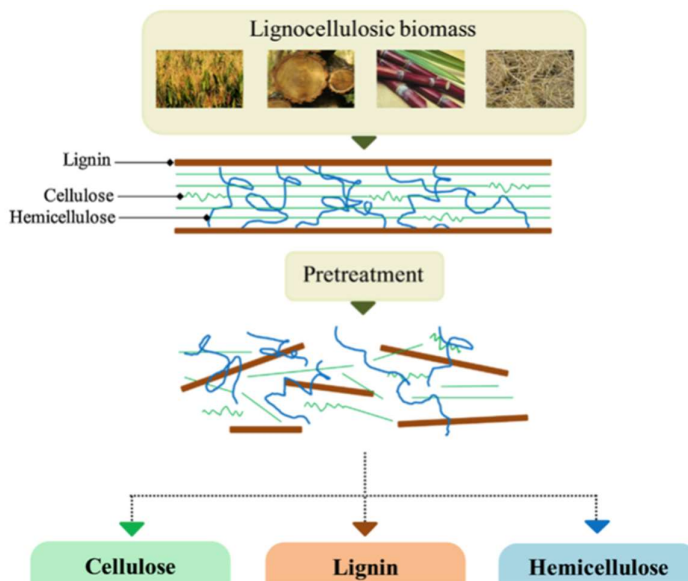 Lignocellulosic biomass
Lignin
Cellulose
Hemicellulose
Pretreatment
Cellulose
Lignin
Hemicellulose